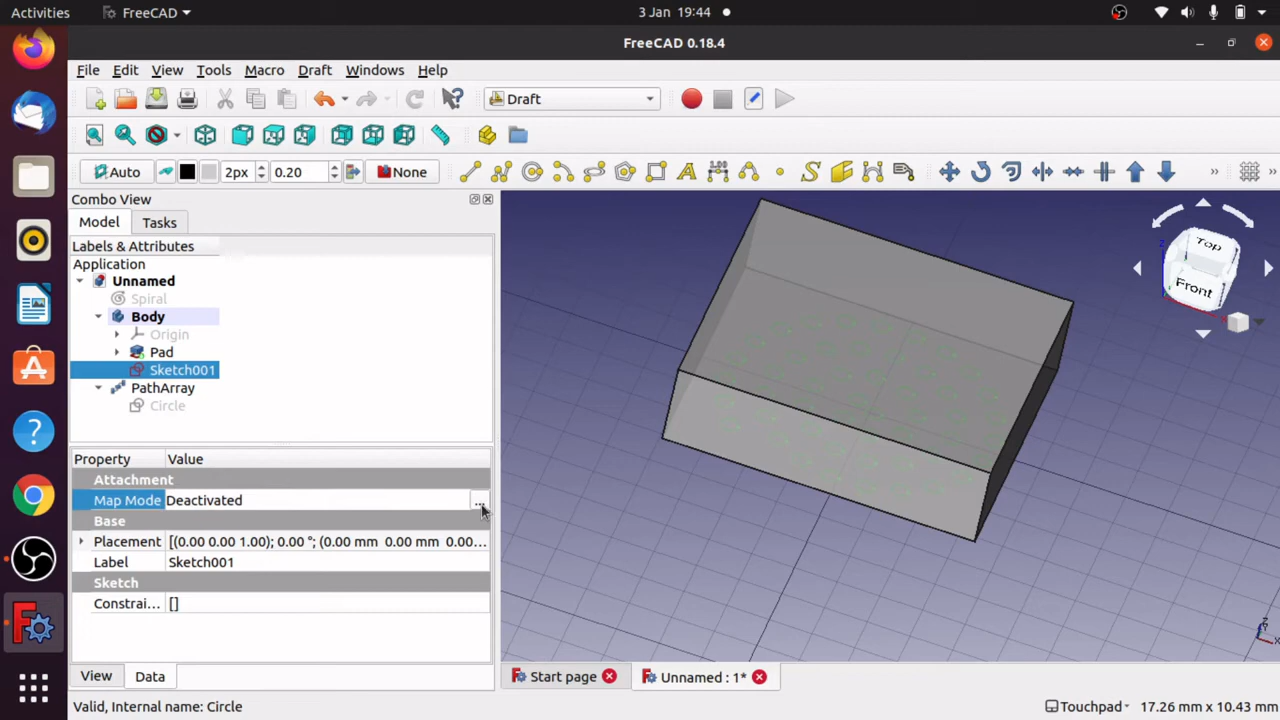 Activities
FreeCAD
3 Jan 19:44
FreeCAD 0.18.4
File Edit View Tools Macro Draft Windows Help
Draft
Auto
2px
0.20
None
Combo View
Model
Tasks
Labels & Attributes
Application
Unnamed
Spiral
Body
Origin
Pad
Sketch001
PathArray
Circle
Property Value
Attachment
Map Mode Deactivated
...
Base
Placement [(0.00 0.00 1.00); 0.00 °; (0.00 mm 0.00 mm 0.00...
Label Sketch001
Sketch
Constrai... []
View
Data
Top
Front
Start page
Unnamed : 1*
Valid, Internal name: Circle
Touchpad
17.26 mm x 10.43 mm